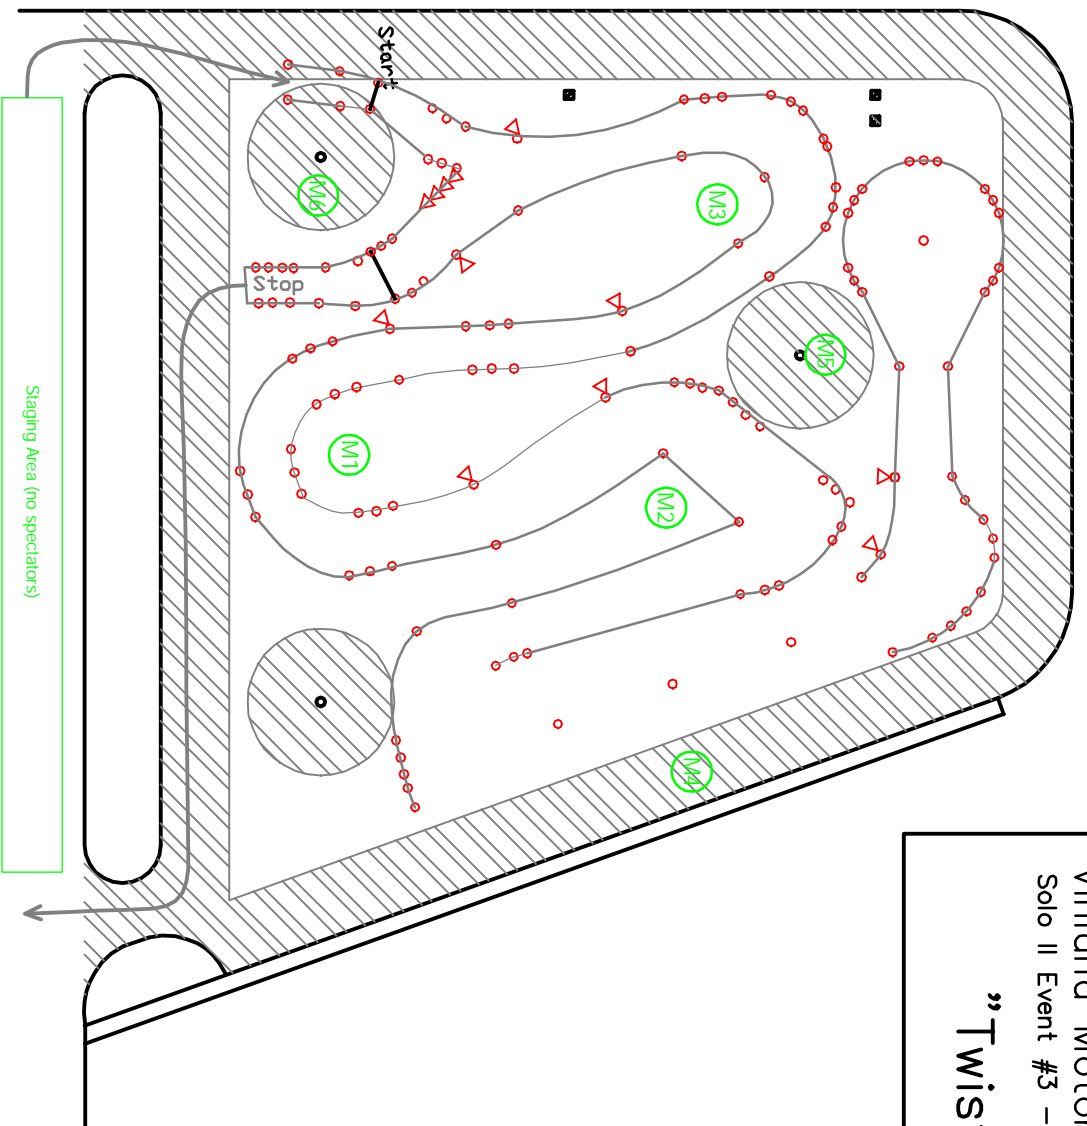 Start
M6
Stop
M3
M5
M1
M2
M4
Staging Area (no spectators)
Solo II Event #3 –
"Twis